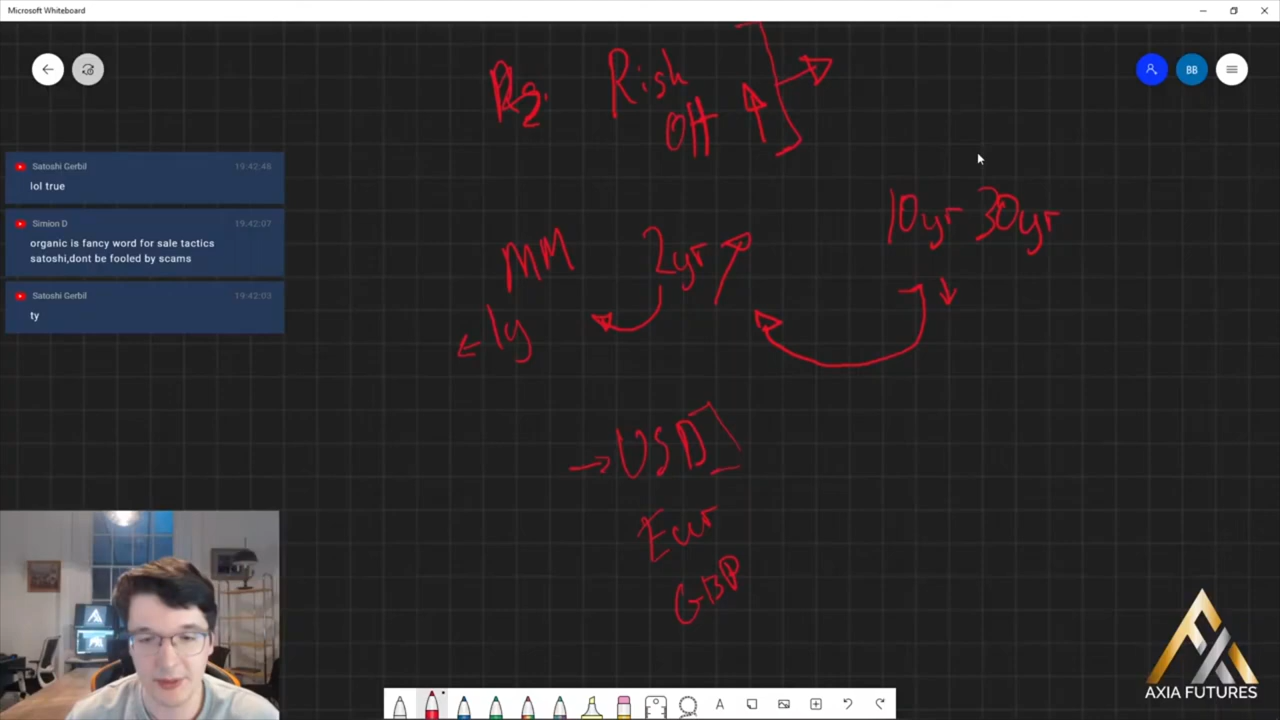 Microsoft Whiteboard
BB
Risk
Off
Satoshi Gerbil 19:42:46
lol true
Simion D 19:42:07
organic is fancy word for sale tactics
satoshi,dont be fooled by scams
Satoshi Gerbil 19:42:03
ty
10yr 30yr
MM 2yr
1y
USD
Eur
GBP
A
AXIA FUTURES